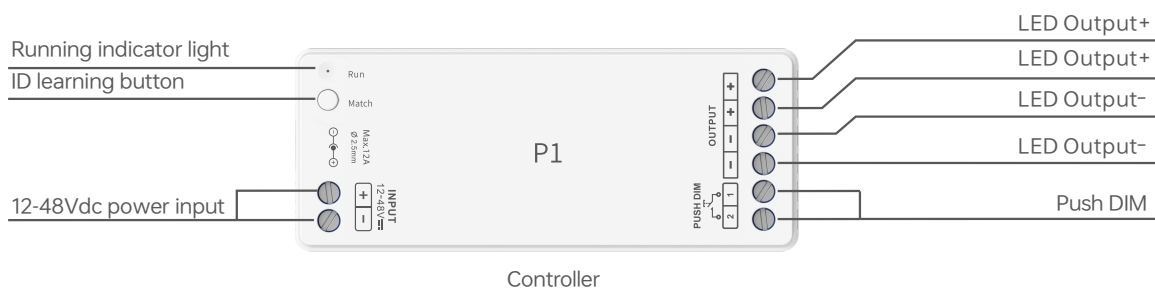 LED Output+
Running indicator light
LED Output+
ID learning button
Run
Match
LED Output-
LED Output-
Max.12A
Ø 2.5mm
P1
OUTPUT
+
+
-
-
12-48Vdc power input
+
-
INPUT
12-48V
PUSH DIM
1
2
Push DIM
Controller